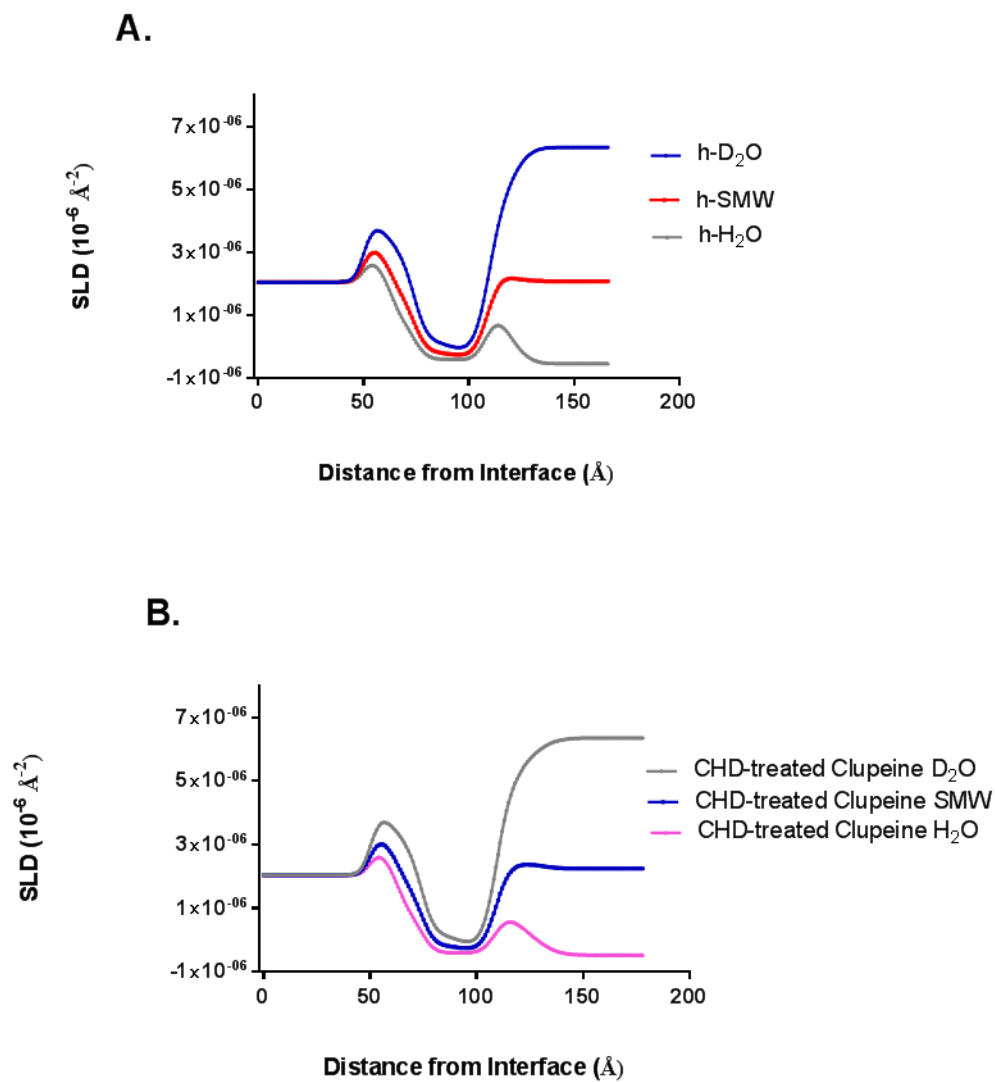 A.
7x10⁻⁰⁶
5x10⁻⁰⁶
3x10⁻⁰⁶
1x10⁻⁰⁶
-1x10⁻⁰⁶
SLD (10⁻⁶ Å⁻²)
0 50 100 150 200
Distance from Interface (Å)
h-D₂O
h-SMW
h-H₂O
B.
7x10⁻⁰⁶
5x10⁻⁰⁶
3x10⁻⁰⁶
1x10⁻⁰⁶
-1x10⁻⁰⁶
SLD (10⁻⁶ Å⁻²)
0 50 100 150 200
Distance from Interface (Å)
CHD-treated Clupeine D₂O
CHD-treated Clupeine SMW
CHD-treated Clupeine H₂O